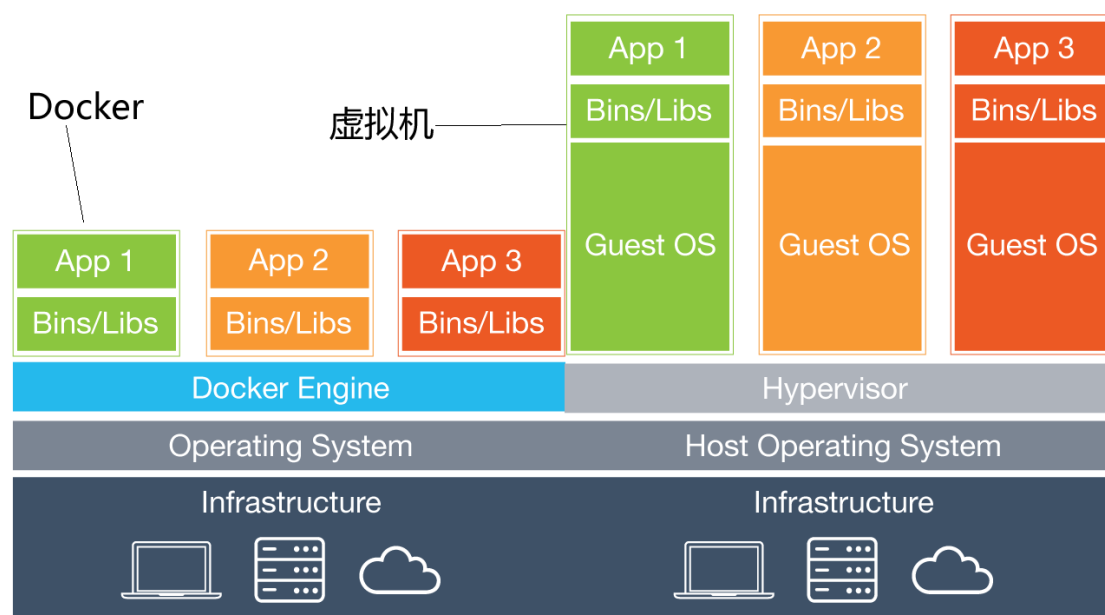 App 1
App 2
App 3
Docker
虚拟机
Bins/Libs
Bins/Libs
Bins/Libs
Guest OS
Guest OS
Guest OS
App 1
App 2
App 3
Bins/Libs
Bins/Libs
Bins/Libs
Docker Engine
Hypervisor
Operating System
Host Operating System
Infrastructure
Infrastructure